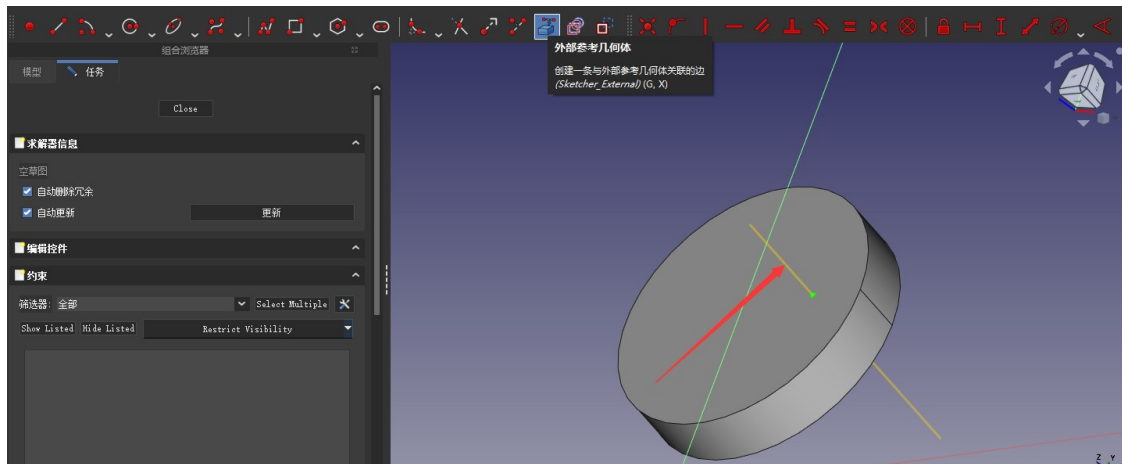 组合浏览器
模型
任务
Close
求解器信息
空草图
自动删除冗余
自动更新
更新
编辑控件
约束
筛选器: 全部
Select Multiple
Show Listed Hide Listed Restrict Visibility
外部参考几何体
创建一条与外部参考几何体关联的边
(Sketcher_External) (G, X)
Z Y